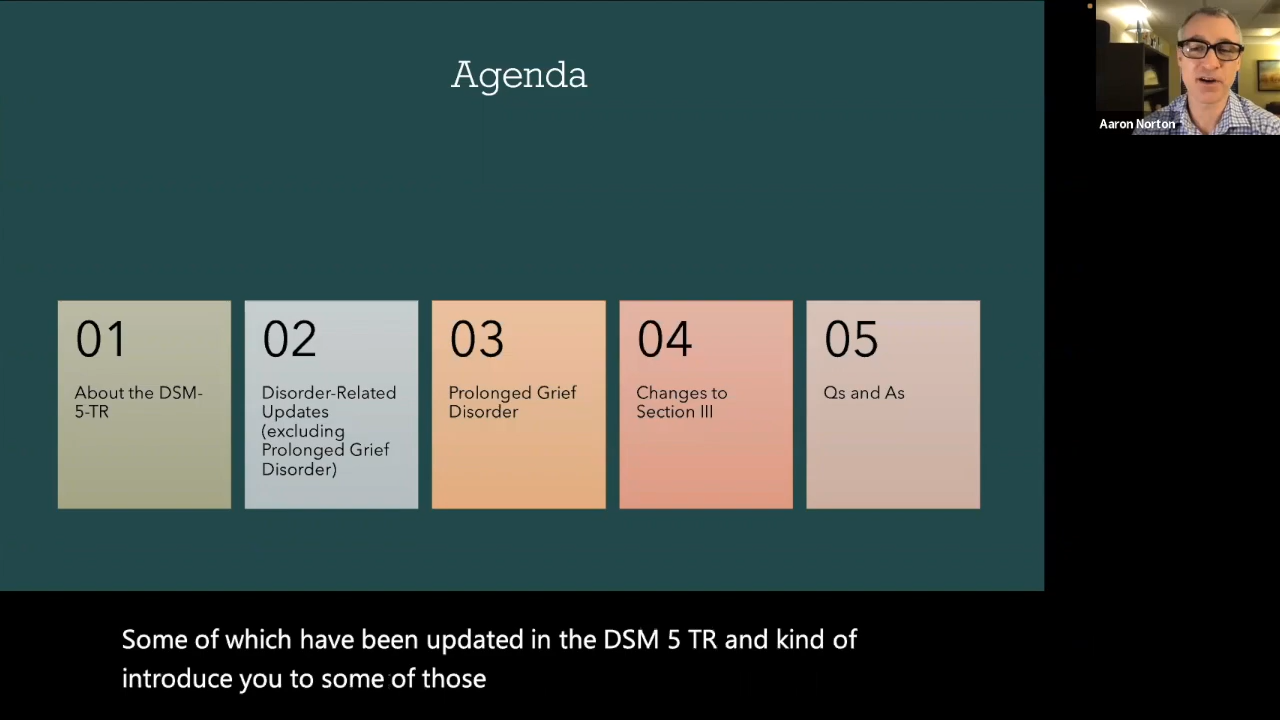 Agenda
Aaron Norton
01
About the DSM-
5-TR
02
Disorder-Related
Updates
(excluding
Prolonged Grief
Disorder)
03
Prolonged Grief
Disorder
04
Changes to
Section III
05
Qs and As
Some of which have been updated in the DSM 5 TR and kind of
introduce you to some of those